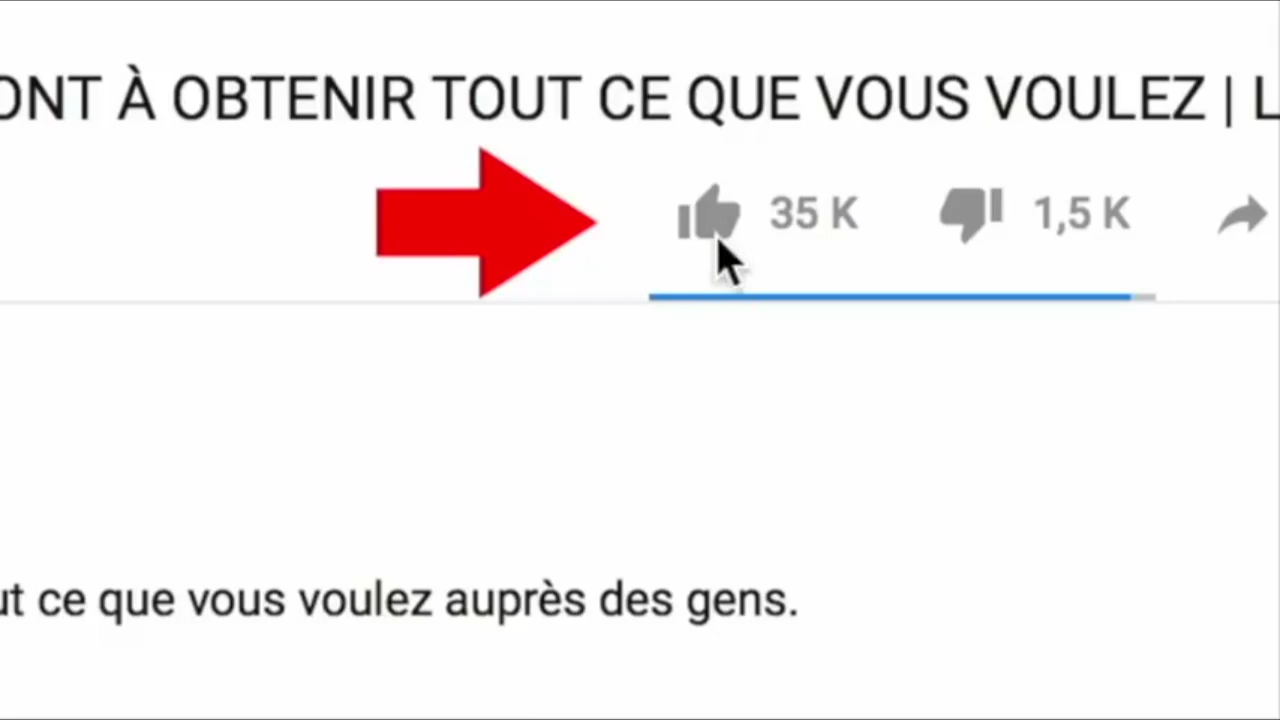 ONT À OBTENIR TOUT CE QUE VOUS VOULEZ | L
35 K 1,5 K
ut ce que vous voulez auprès des gens.